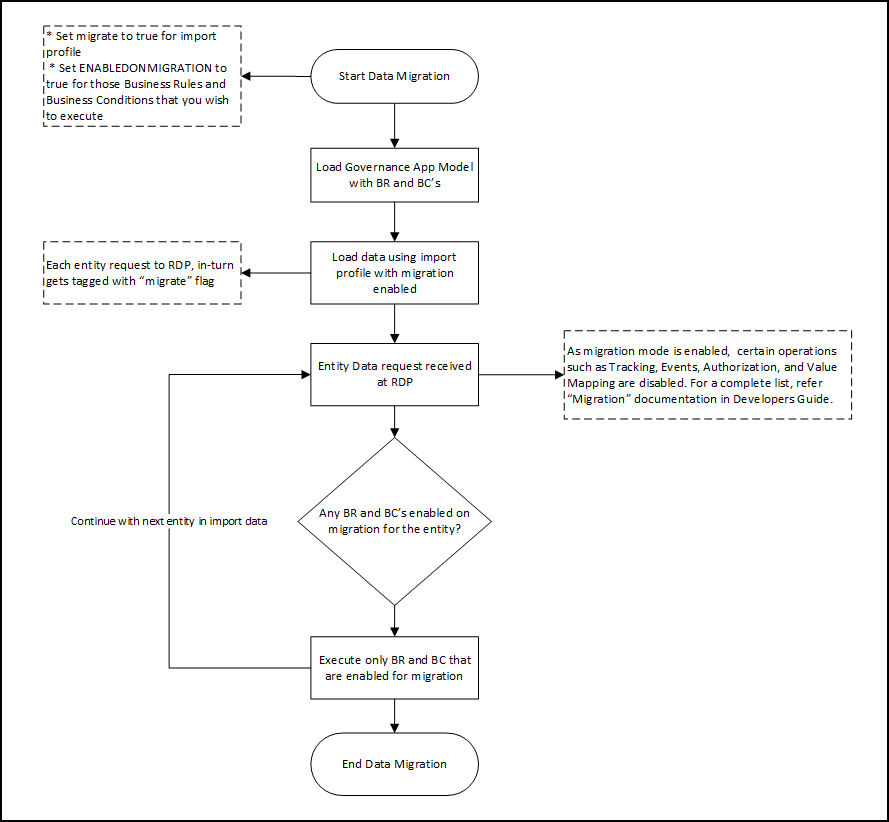 * Set migrate to true for import
profile
* Set ENABLEDONMIGRATION to
true for those Business Rules and
Business Conditions that you wish
to execute
Start Data Migration
Load Governance App Model
with BR and BC’s
Each entity request to RDP, in-turn
gets tagged with “migrate” flag
Load data using import
profile with migration
enabled
Entity Data request received
at RDP
As migration mode is enabled, certain operations
such as Tracking, Events, Authorization, and Value
Mapping are disabled. For a complete list, refer
“Migration” documentation in Developers Guide.
Continue with next entity in import data
Any BR and BC’s enabled on
migration for the entity?
Execute only BR and BC that
are enabled for migration
End Data Migration